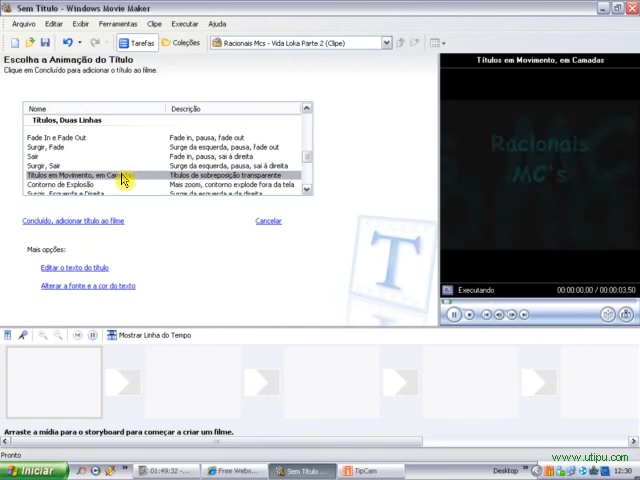 Sem Título - Windows Movie Maker
Arquivo Editar Exibir Ferramentas Clipe Executar Ajuda
Tarefas Coleções Racionais Mcs - Vida Loka Parte 2 (Clipe)
Escolha a Animação do Título
Clique em Concluído para adicionar o título ao filme.
Nome Descrição
Títulos, Duas Linhas
Fade In e Fade Out Fade in, pausa, fade out
Surgir, Fade Surge da esquerda, pausa, fade out
Sair Fade in, pausa, sai à direita
Surgir, Sair Surge da esquerda, pausa, sai à direita
Títulos em Movimento, em Camadas Títulos de sobreposição transparente
Contorno de Explosão Mais zoom, contorno explode fora da tela
Surgir, Esquerda e Direita Surge da esquerda e da direita
Concluído, adicionar título ao filme Cancelar
Mais opções:
Editar o texto do título
Alterar a fonte e a cor do texto
T
Títulos em Movimento, em Camadas
Racionais
MC's
Executando 00:00:00,00 / 00:00:03,50
Mostrar Linha do Tempo
Arraste a mídia para o storyboard para começar a criar um filme.
Pronto
www.utipu.com
Iniciar 01:49:32 -... Free Webs... Sem Título ... TipCam Desktop 12:30